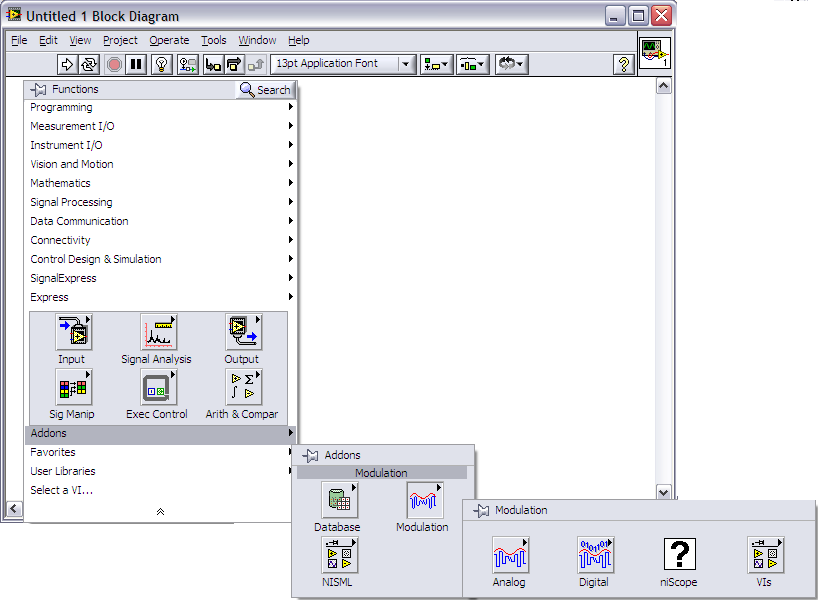 Untitled 1 Block Diagram
File Edit View Project Operate Tools Window Help
13pt Application Font
? 1
Functions Search
Programming
Measurement I/O
Instrument I/O
Vision and Motion
Mathematics
Signal Processing
Data Communication
Connectivity
Control Design & Simulation
SignalExpress
Express
Input Signal Analysis Output
Sig Manip Exec Control Arith & Compar
Addons
Favorites
User Libraries
Select a VI...
Addons
Modulation
Database Modulation
NISML
Modulation
010101
?
Analog Digital niScope VIs